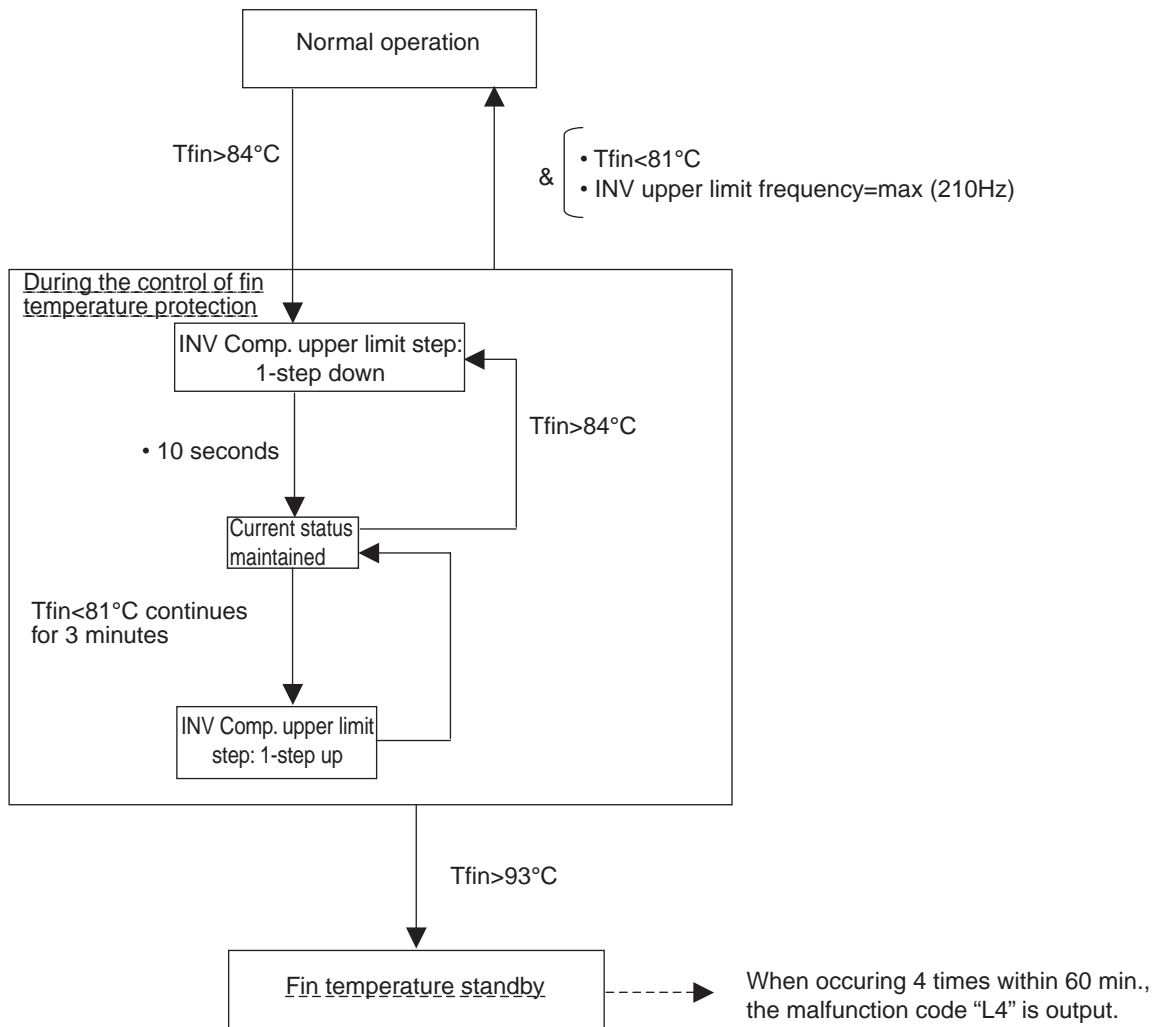 Normal operation
Tfin>84°C
&
• Tfin<81°C
• INV upper limit frequency=max (210Hz)
During the control of fin
temperature protection
INV Comp. upper limit step:
1-step down
Tfin>84°C
• 10 seconds
Current status
maintained
Tfin<81°C continues
for 3 minutes
INV Comp. upper limit
step: 1-step up
Tfin>93°C
Fin temperature standby
When occuring 4 times within 60 min.,
the malfunction code “L4” is output.